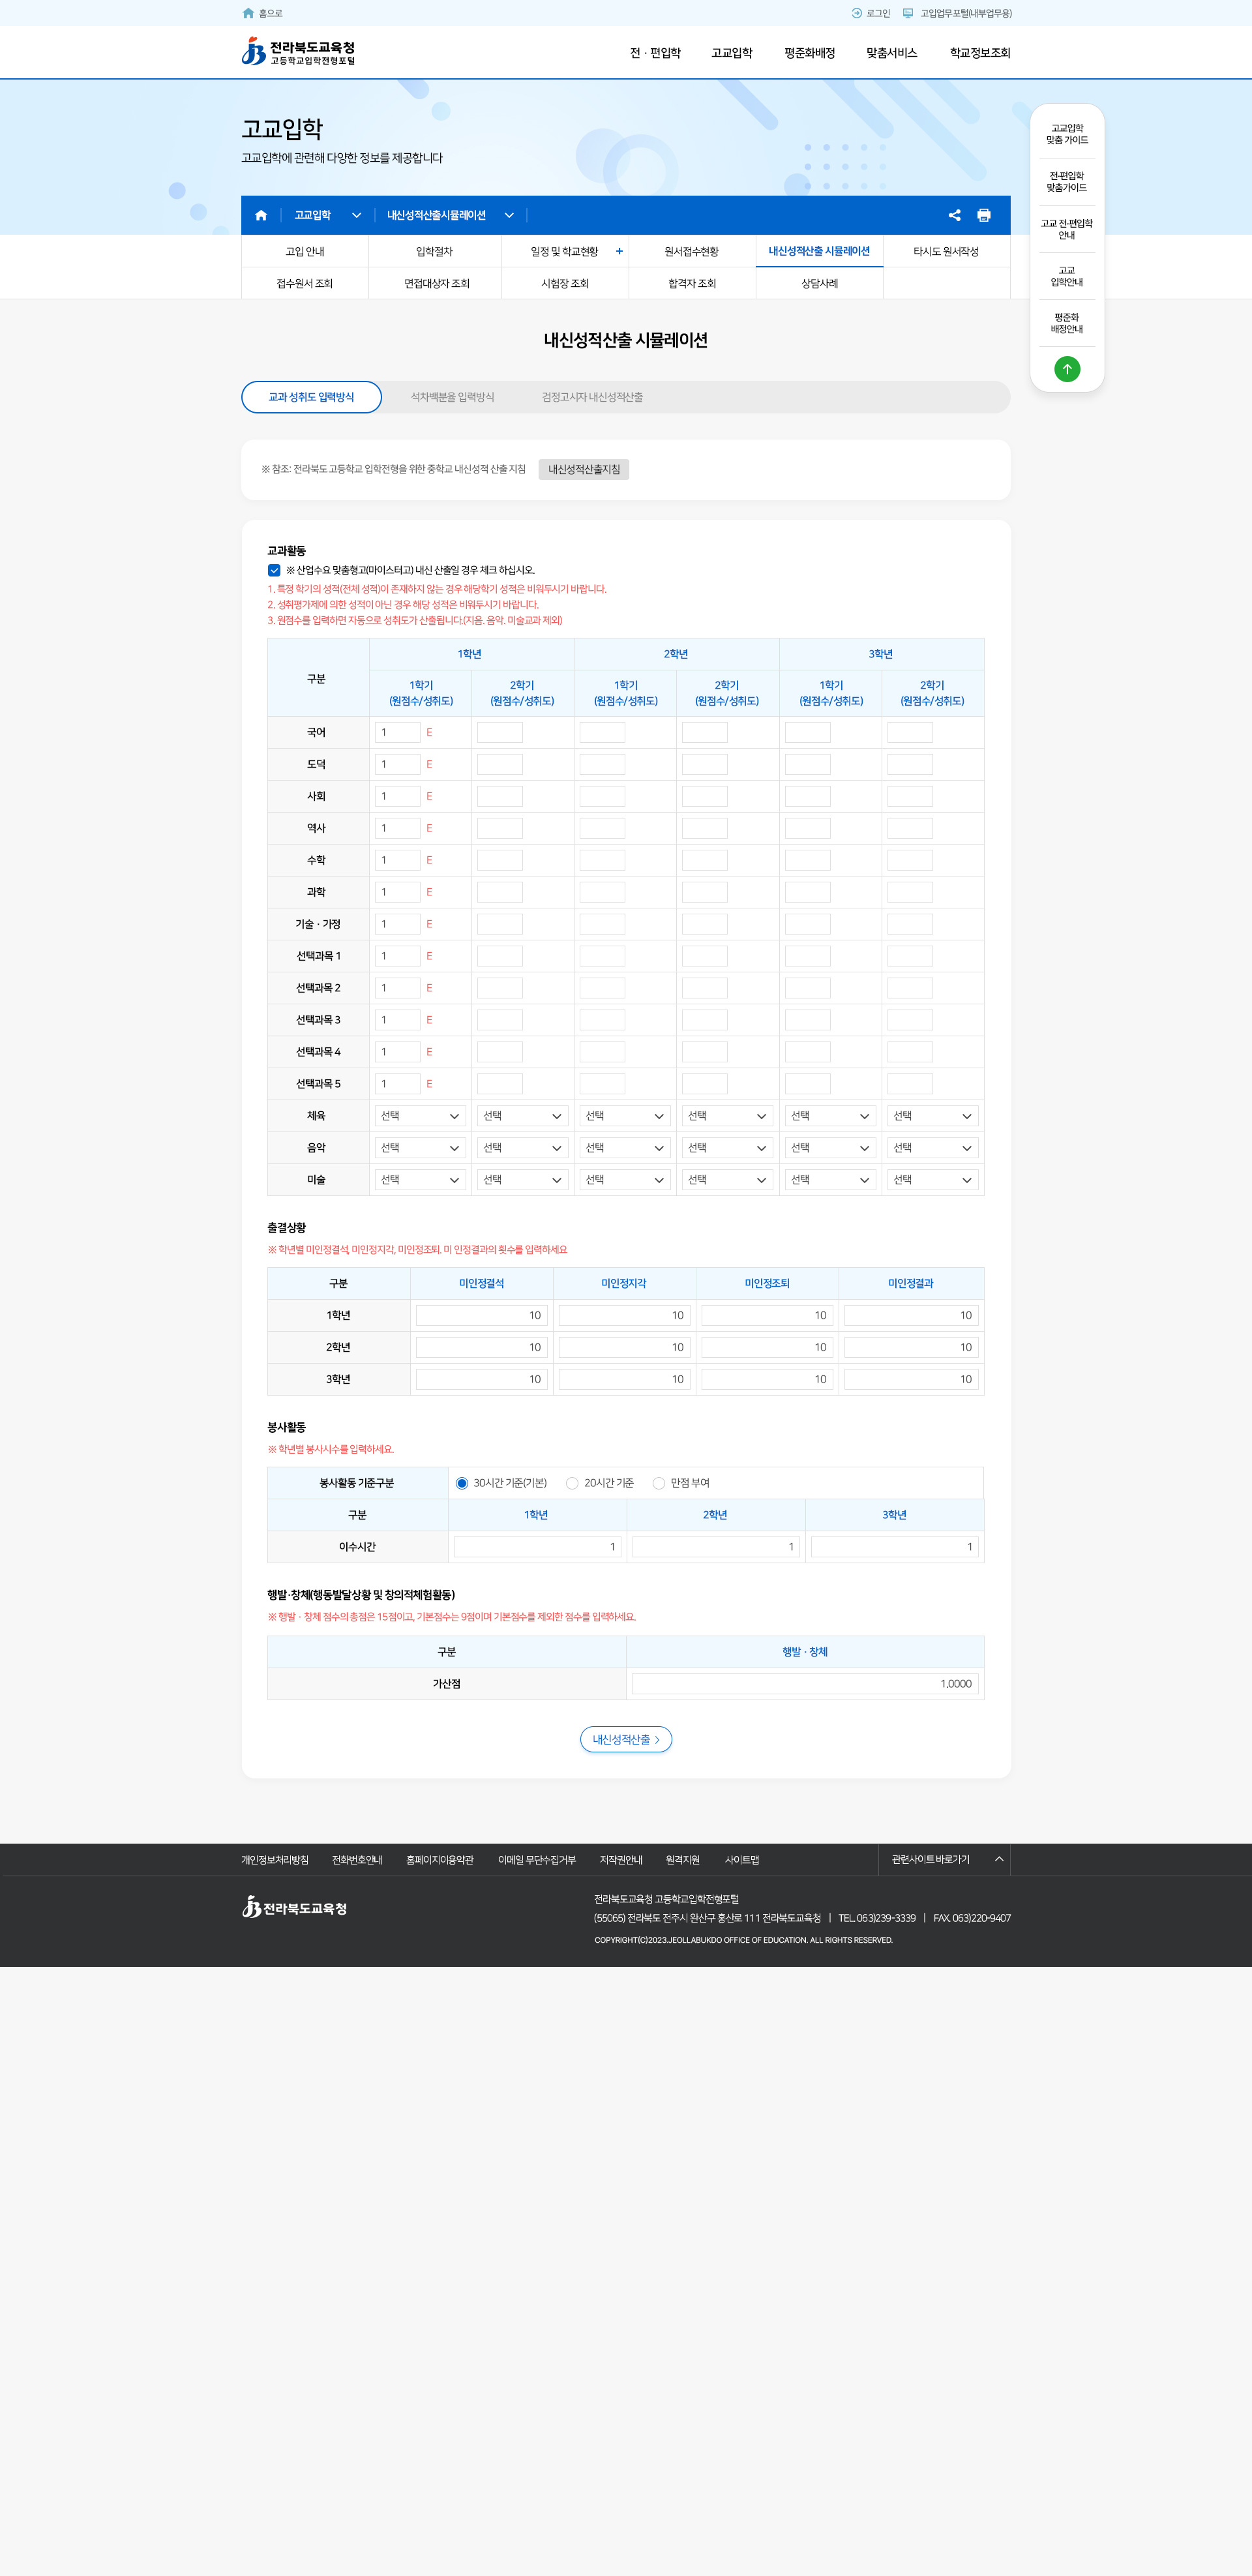 홈으로 로그인 고입업무포털(내부업무용)
전라북도교육청
고등학교입학전형포털
전 · 편입학 고교입학 평준화배정 맞춤서비스 학교정보조회
고교입학
고교입학에 관련해 다양한 정보를 제공합니다
고교입학
맞춤 가이드
전·편입학
맞춤가이드
고교 전·편입학
안내
고교
입학안내
평준화
배정안내
고교입학 내신성적산출시뮬레이션
고입 안내 입학절차 일정 및 학교현황 + 원서접수현황 내신성적산출 시뮬레이션 타시도 원서작성
접수원서 조회 면접대상자 조회 시험장 조회 합격자 조회 상담사례
내신성적산출 시뮬레이션
교과 성취도 입력방식 석차백분율 입력방식 검정고시자 내신성적산출
※ 참조: 전라북도 고등학교 입학전형을 위한 중학교 내신성적 산출 지침 내신성적산출지침
교과활동
※ 산업수요 맞춤형고(마이스터고) 내신 산출일 경우 체크 하십시오.
1. 특정 학기의 성적(전체 성적)이 존재하지 않는 경우 해당학기 성적은 비워두시기 바랍니다.
2. 성취평가제에 의한 성적이 아닌 경우 해당 성적은 비워두시기 바랍니다.
3. 원점수를 입력하면 자동으로 성취도가 산출됩니다.(지음. 음악. 미술교과 제외)
구분 1학년 2학년 3학년
1학기 2학기 1학기 2학기 1학기 2학기
(원점수/성취도) (원점수/성취도) (원점수/성취도) (원점수/성취도) (원점수/성취도) (원점수/성취도)
국어 1 E
도덕 1 E
사회 1 E
역사 1 E
수학 1 E
과학 1 E
기술 · 가정 1 E
선택과목 1 1 E
선택과목 2 1 E
선택과목 3 1 E
선택과목 4 1 E
선택과목 5 1 E
체육 선택 선택 선택 선택 선택 선택
음악 선택 선택 선택 선택 선택 선택
미술 선택 선택 선택 선택 선택 선택
출결상황
※ 학년별 미인정결석, 미인정지각, 미인정조퇴. 미 인정결과의 횟수를 입력하세요
구분 미인정결석 미인정지각 미인정조퇴 미인정결과
1학년 10 10 10 10
2학년 10 10 10 10
3학년 10 10 10 10
봉사활동
※ 학년별 봉사시수를 입력하세요.
봉사활동 기준구분 30시간 기준(기본) 20시간 기준 만점 부여
구분 1학년 2학년 3학년
이수시간 1 1 1
행발·창체(행동발달상황 및 창의적체험활동)
※ 행발 · 창체 점수의 총점은 15점이고, 기본점수는 9점이며 기본점수를 제외한 점수를 입력하세요.
구분 행발 · 창체
가산점 1.0000
내신성적산출
개인정보처리방침 전화번호안내 홈페이지이용약관 이메일 무단수집거부 저작권안내 원격지원 사이트맵 관련사이트 바로가기
전라북도교육청
전라북도교육청 고등학교입학전형포털
(55065) 전라북도 전주시 완산구 홍산로 111 전라북도교육청 | TEL. 063)239-3339 | FAX. 063)220-9407
COPYRIGHT(C)2023.JEOLLABUKDO OFFICE OF EDUCATION. ALL RIGHTS RESERVED.